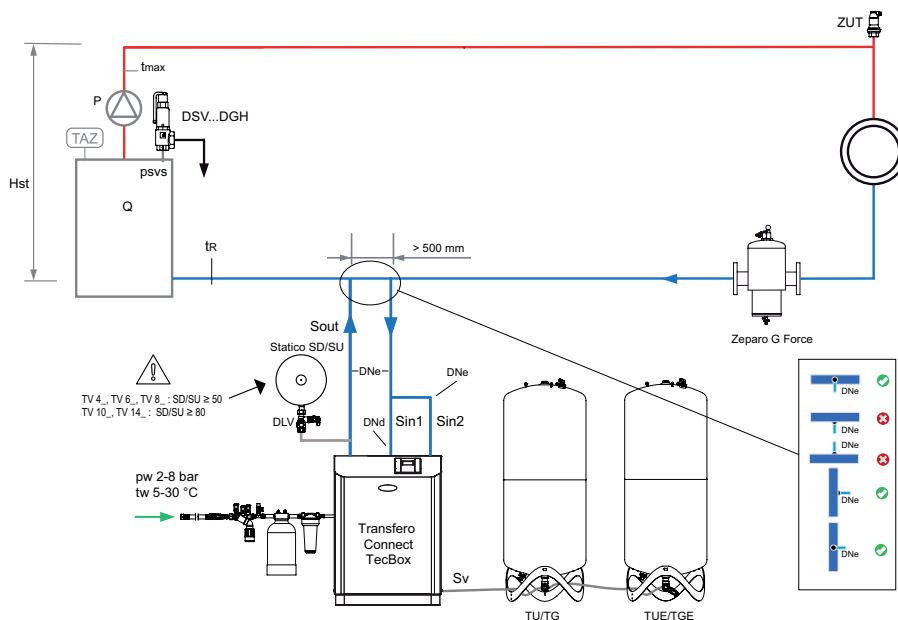 ZUT
tmax
P
DSV...DGH
TAZ
psvs
Hst
Q
tR
> 500 mm
Zeparo G Force
Sout
Statico SD/SU
DNe
DNe
TV 4_, TV 6_, TV 8_ : SD/SU ≥ 50
TV 10_, TV 14_ : SD/SU ≥ 80
DLV
DNd
Sin1
Sin2
pw 2-8 bar
tw 5-30 °C
Transfero
Connect
TecBox
Sv
TU/TG
TUE/TGE
DNe
DNe
DNe
DNe
DNe